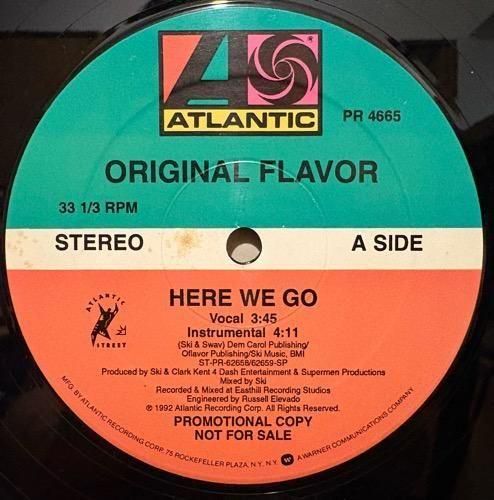 ATLANTIC
PR 4665
ORIGINAL FLAVOR
33 1/3 RPM
STEREO
A SIDE
HERE WE GO
Vocal 3:45
Instrumental 4:11
ATLANTIC STREET
(Ski & Swav) Dem Carol Publishing/
Oflavor Publishing/Ski Music, BMI
ST-PR-62658/62659-SP
Produced by Ski & Clark Kent 4 Dash Entertainment & Supermen Productions
Mixed by Ski
Recorded & Mixed at Easthill Recording Studios
Engineered by Russell Elevado
℗ 1992 Atlantic Recording Corp. All Rights Reserved.
PROMOTIONAL COPY
NOT FOR SALE
MFG. BY ATLANTIC RECORDING CORP. 75 ROCKEFELLER PLAZA, N.Y. N.Y. A WARNER COMMUNICATIONS COMPANY